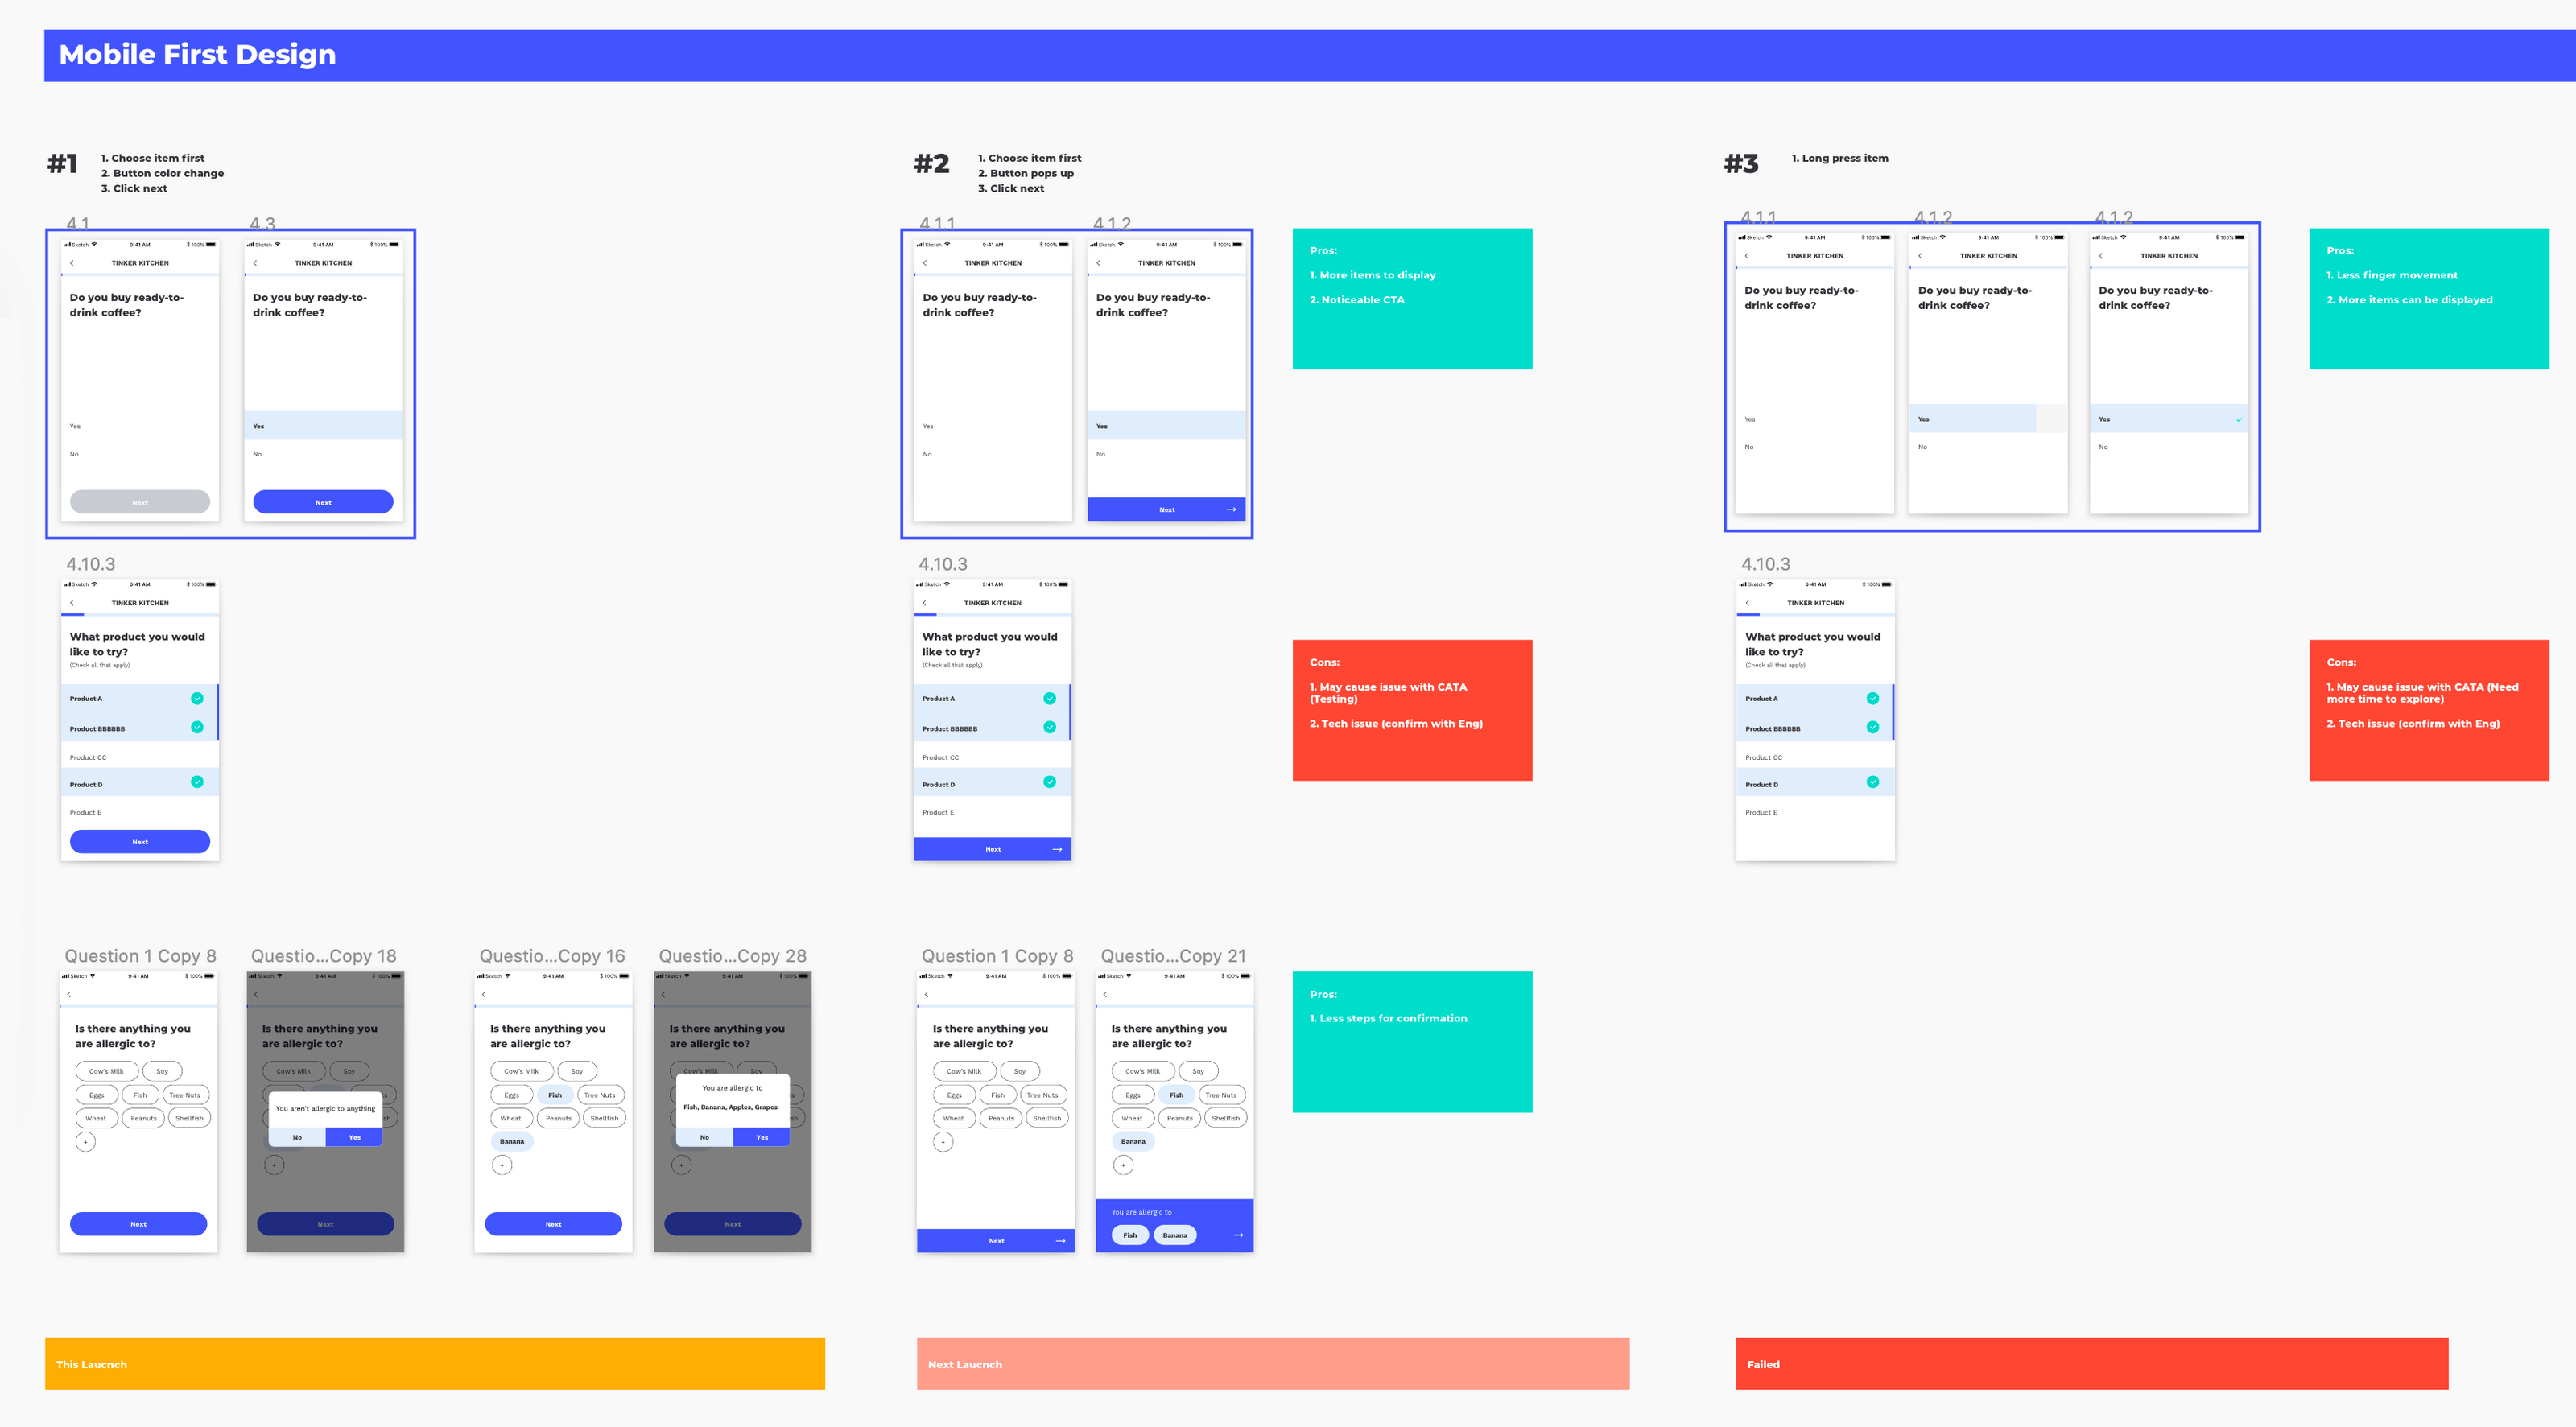 Mobile First Design
#1
1. Choose item first
2. Button color change
3. Click next
4.1
4.3
Sketch 9:41 AM 100%
TINKER KITCHEN
Do you buy ready-to-
drink coffee?
Yes
No
Next
Sketch 9:41 AM 100%
TINKER KITCHEN
Do you buy ready-to-
drink coffee?
Yes
No
Next
4.10.3
Sketch 9:41 AM 100%
TINKER KITCHEN
What product you would
like to try?
(Check all that apply)
Product A
Product BBBBBB
Product CC
Product D
Product E
Next
Question 1 Copy 8
Sketch 9:41 AM 100%
Is there anything you
are allergic to?
Cow's Milk Soy
Eggs Fish Tree Nuts
Wheat Peanuts Shellfish
+
Next
Questio...Copy 18
Sketch 9:41 AM 100%
Is there anything you
are allergic to?
Cow's Milk Soy
You aren't allergic to anything
No Yes
+
Next
Questio...Copy 16
Sketch 9:41 AM 100%
Is there anything you
are allergic to?
Cow's Milk Soy
Eggs Fish Tree Nuts
Wheat Peanuts Shellfish
Banana
+
Next
Questio...Copy 28
Sketch 9:41 AM 100%
Is there anything you
are allergic to?
Cow's Milk Soy
You are allergic to
Fish, Banana, Apples, Grapes
No Yes
+
Next
This Laucnch
#2
1. Choose item first
2. Button pops up
3. Click next
4.1.1
4.1.2
Sketch 9:41 AM 100%
TINKER KITCHEN
Do you buy ready-to-
drink coffee?
Yes
No
Sketch 9:41 AM 100%
TINKER KITCHEN
Do you buy ready-to-
drink coffee?
Yes
No
Next →
Pros:
1. More items to display
2. Noticeable CTA
4.10.3
Sketch 9:41 AM 100%
TINKER KITCHEN
What product you would
like to try?
(Check all that apply)
Product A
Product BBBBBB
Product CC
Product D
Product E
Next →
Cons:
1. May cause issue with CATA
(Testing)
2. Tech issue (confirm with Eng)
Question 1 Copy 8
Sketch 9:41 AM 100%
Is there anything you
are allergic to?
Cow's Milk Soy
Eggs Fish Tree Nuts
Wheat Peanuts Shellfish
+
Next →
Questio...Copy 21
Sketch 9:41 AM 100%
Is there anything you
are allergic to?
Cow's Milk Soy
Eggs Fish Tree Nuts
Wheat Peanuts Shellfish
Banana
+
You are allergic to
Fish Banana →
Pros:
1. Less steps for confirmation
Next Laucnch
#3
1. Long press item
4.1.1
4.1.2
4.1.2
Sketch 9:41 AM 100%
TINKER KITCHEN
Do you buy ready-to-
drink coffee?
Yes
No
Sketch 9:41 AM 100%
TINKER KITCHEN
Do you buy ready-to-
drink coffee?
Yes
No
Sketch 9:41 AM 100%
TINKER KITCHEN
Do you buy ready-to-
drink coffee?
Yes
No
Pros:
1. Less finger movement
2. More items can be displayed
4.10.3
Sketch 9:41 AM 100%
TINKER KITCHEN
What product you would
like to try?
(Check all that apply)
Product A
Product BBBBBB
Product CC
Product D
Product E
Cons:
1. May cause issue with CATA (Need
more time to explore)
2. Tech issue (confirm with Eng)
Failed